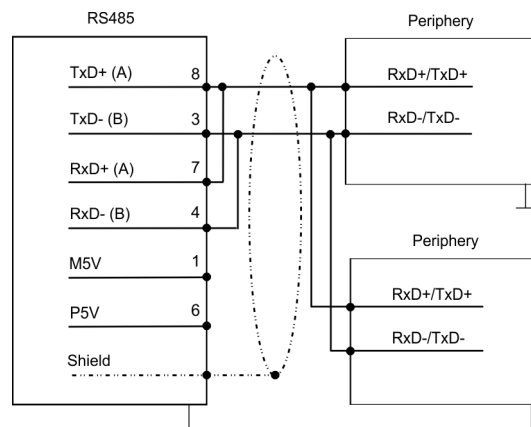 RS485
Periphery
TxD+ (A) 8
RxD+/TxD+
TxD- (B) 3
RxD-/TxD-
RxD+ (A) 7
RxD- (B) 4
Periphery
M5V 1
RxD+/TxD+
P5V 6
RxD-/TxD-
Shield